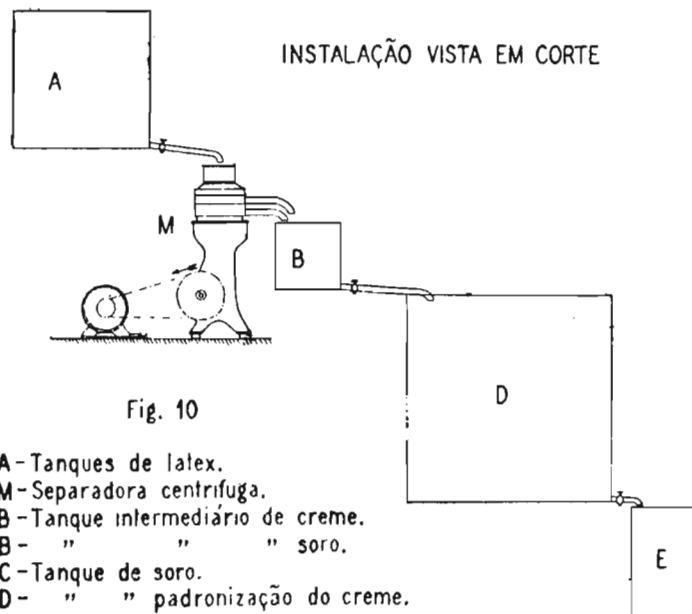 INSTALAÇÃO VISTA EM CORTE
A
M
B
D
E
Fig. 10
A-Tanques de latex.
M-Separadora centrifuga.
B-Tanque intermediário de creme.
B- " " " soro.
C-Tanque de soro.
D- " " padronização do creme.